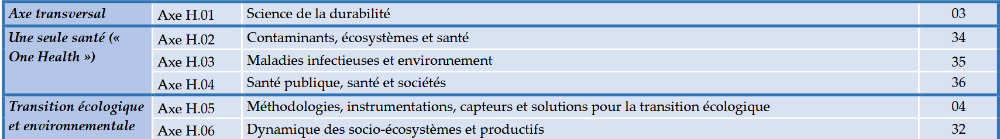 Axe transversal Axe H.01 Science de la durabilité 03
Une seule santé (« Axe H.02 Contaminants, écosystèmes et santé 34
One Health ») Axe H.03 Maladies infectieuses et environnement 35
Axe H.04 Santé publique, santé et sociétés 36
Transition écologique Axe H.05 Méthodologies, instrumentations, capteurs et solutions pour la transition écologique 04
et environnementale Axe H.06 Dynamique des socio-écosystèmes et productifs 32